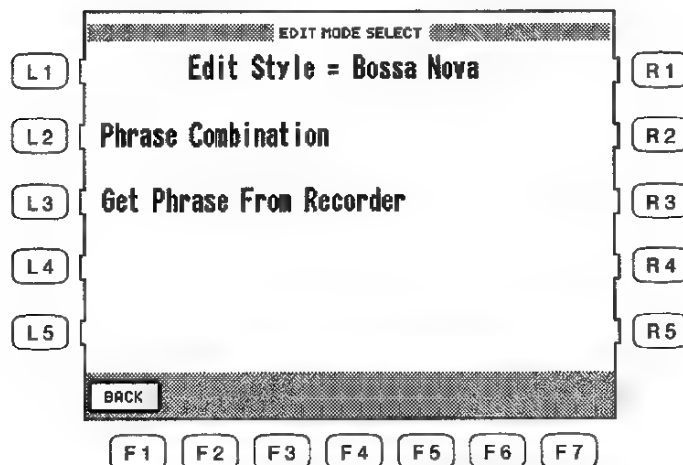 EDIT MODE SELECT
L1 Edit Style = Bossa Nova R1
L2 Phrase Combination R2
L3 Get Phrase From Recorder R3
L4 R4
L5 R5
BACK
F1 F2 F3 F4 F5 F6 F7